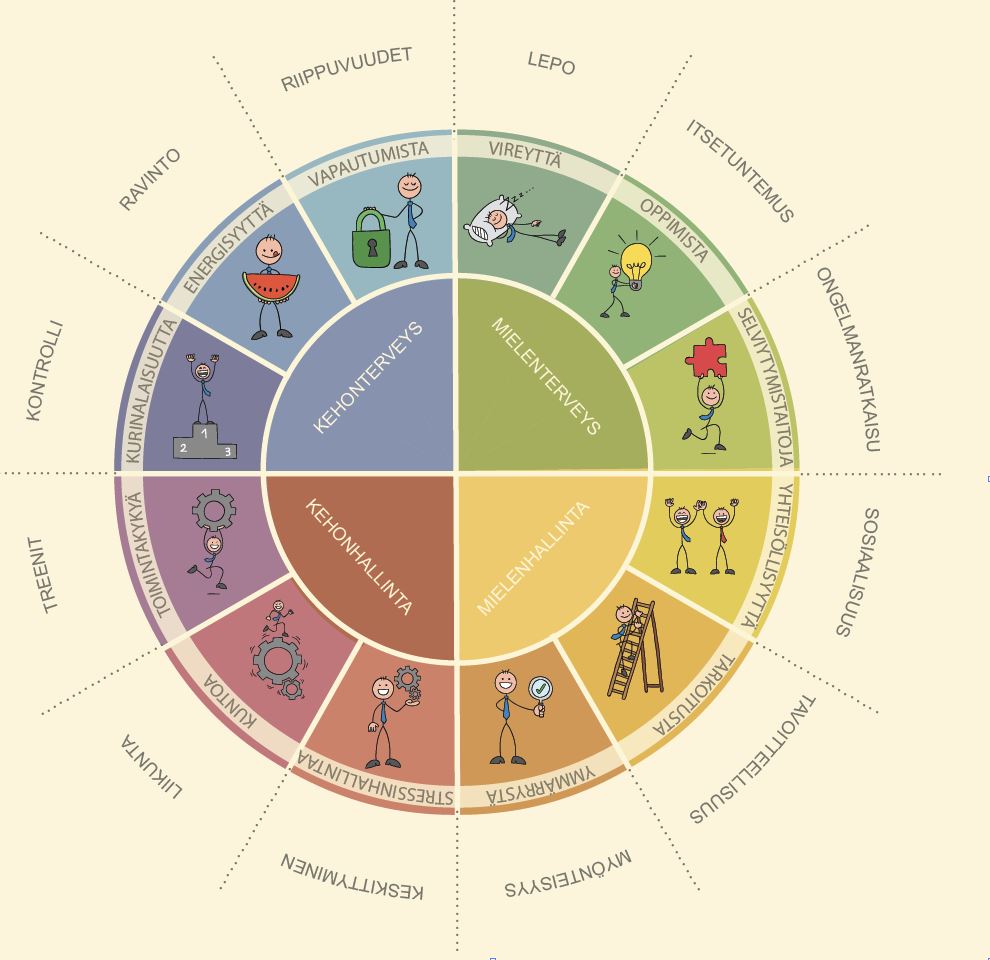 RIIPPUVUUDET
LEPO
ITSETUNTEMUS
ONGELMANRATKAISU
SOSIAALISUUS
TAVOITTEELLISUUS
MYÖNTEISYYS
KESKITTYMINEN
LIIKUNTA
TREENIT
KONTROLLI
RAVINTO
VAPAUTUMISTA
VIREYTTÄ
OPPIMISTA
SELVIYTYMISTAITOJA
YHTEISÖLLISYYTTÄ
TARKOITUSTA
YMMÄRRYSTÄ
STRESSINHALLINTAA
KUNTOA
TOIMINTAKYKYÄ
KURINALAISUUTTA
ENERGISYYTTÄ
zzzz
1
2
3
KEHONTERVEYS
MIELENTERVEYS
KEHONHALLINTA
MIELENHALLINTA